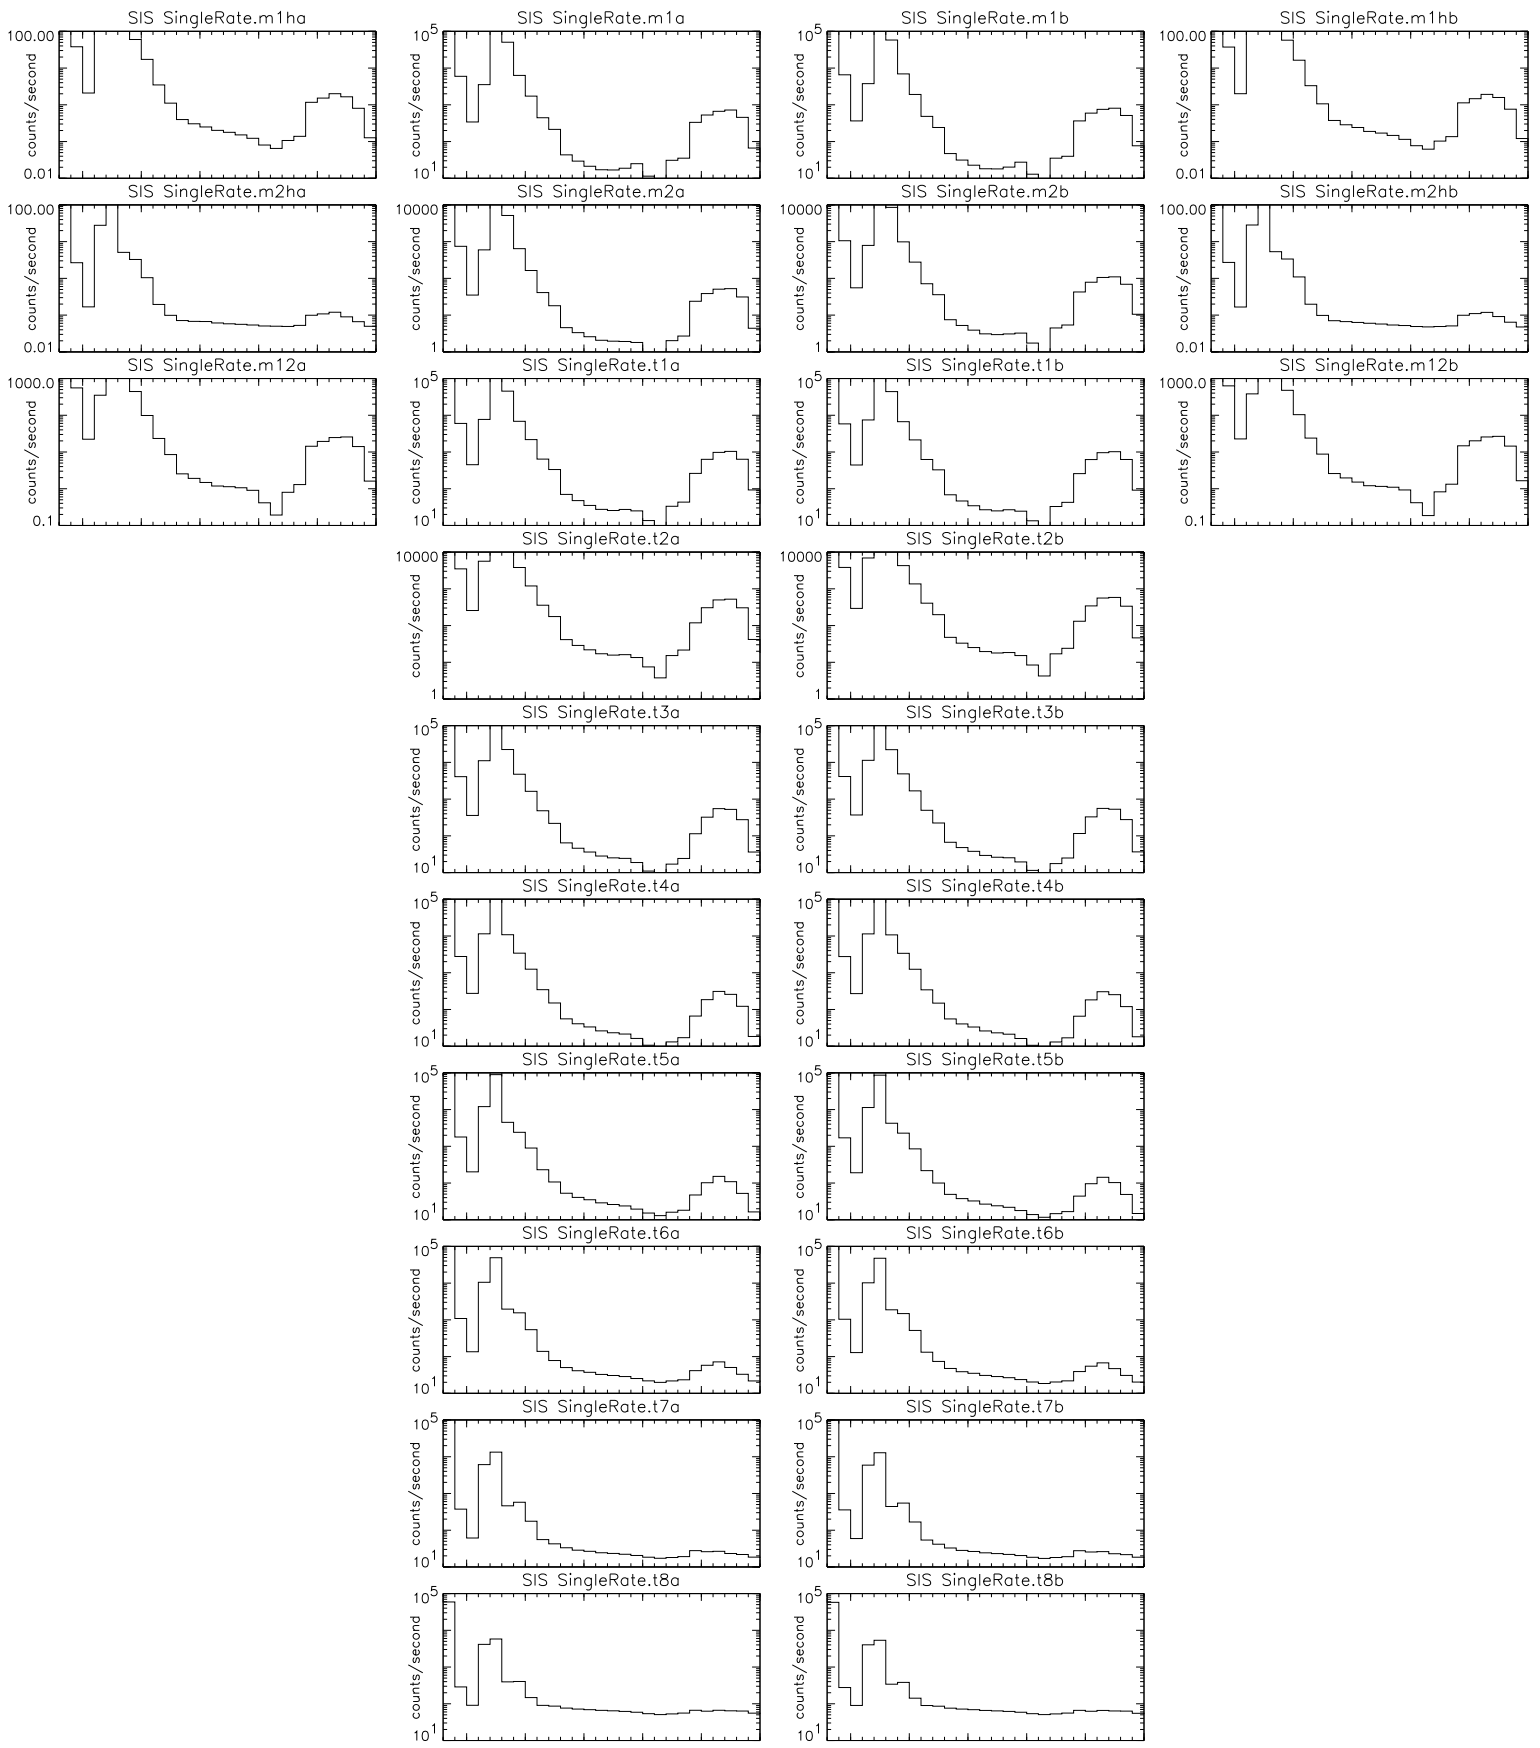 SIS SingleRate.m1ha
SIS SingleRate.m1a
SIS SingleRate.m1b
SIS SingleRate.m1hb
100.00
counts/second
0.01
10^5
counts/second
10^1
10^5
counts/second
10^1
100.00
counts/second
0.01
SIS SingleRate.m2ha
SIS SingleRate.m2a
SIS SingleRate.m2b
SIS SingleRate.m2hb
100.00
counts/second
0.01
10000
counts/second
1
10000
counts/second
1
100.00
counts/second
0.01
SIS SingleRate.m12a
SIS SingleRate.t1a
SIS SingleRate.t1b
SIS SingleRate.m12b
1000.0
counts/second
0.1
10^5
counts/second
10^1
10^5
counts/second
10^1
1000.0
counts/second
0.1
SIS SingleRate.t2a
SIS SingleRate.t2b
10000
counts/second
1
10000
counts/second
1
SIS SingleRate.t3a
SIS SingleRate.t3b
10^5
counts/second
10^1
10^5
counts/second
10^1
SIS SingleRate.t4a
SIS SingleRate.t4b
10^5
counts/second
10^1
10^5
counts/second
10^1
SIS SingleRate.t5a
SIS SingleRate.t5b
10^5
counts/second
10^1
10^5
counts/second
10^1
SIS SingleRate.t6a
SIS SingleRate.t6b
10^5
counts/second
10^1
10^5
counts/second
10^1
SIS SingleRate.t7a
SIS SingleRate.t7b
10^5
counts/second
10^1
10^5
counts/second
10^1
SIS SingleRate.t8a
SIS SingleRate.t8b
10^5
counts/second
10^1
10^5
counts/second
10^1